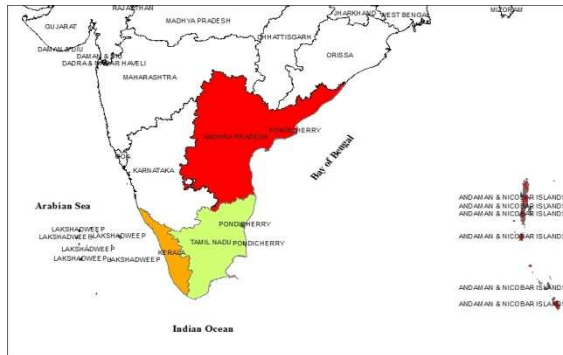 RAJASTHAN
MIZORAM
JHARKHAND
WEST BENGAL
GUJARAT
MADHYA PRADESH
CHHATTISGARH
ORISSA
DAMAN & DIU
DAMAN & DIU
DADRA & NAGAR HAVELI
MAHARASHTRA
ANDHRA PRADESH
PONDICHERRY
GOA
KARNATAKA
Bay of Bengal
Arabian Sea
ANDAMAN & NICOBAR ISLANDS
ANDAMAN & NICOBAR ISLANDS
ANDAMAN & NICOBAR ISLANDS
LAKSHADWEEP
LAKSHADWEEP
LAKSHADWEEP
PONDICHERRY
ANDAMAN & NICOBAR ISLANDS
TAMIL NADU
PONDICHERRY
LAKSHADWEEP
KERALA
LAKSHADWEEP
LAKSHADWEEP
ANDAMAN & NICOBAR ISLANDS
ANDAMAN & NICOBAR ISLANDS
Indian Ocean